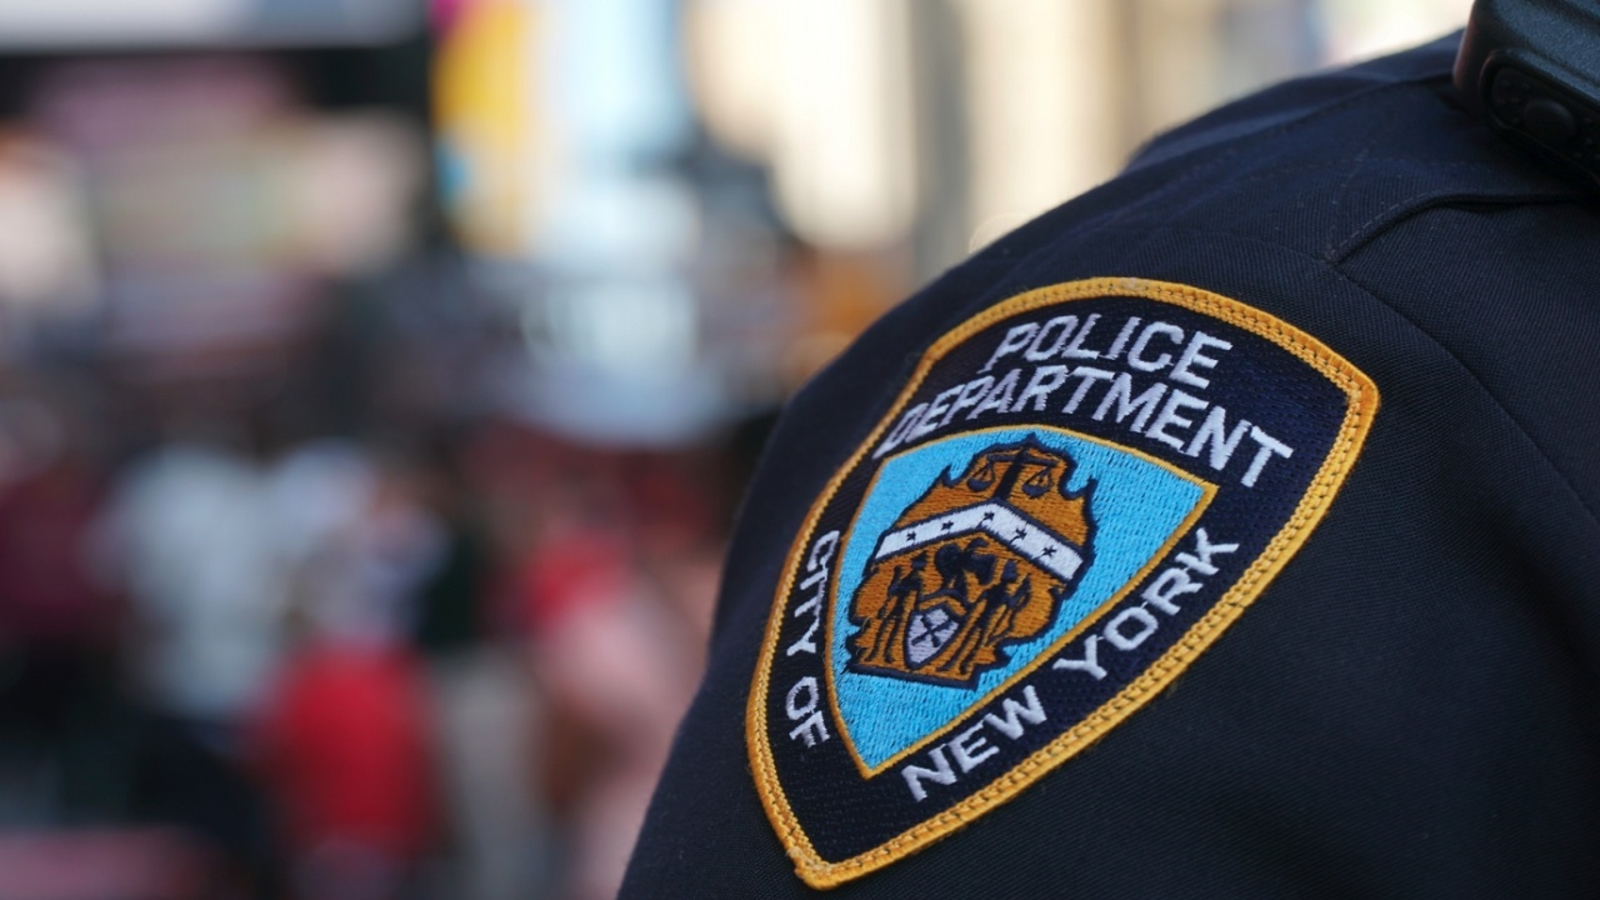 POLICE
DEPARTMENT
CITY OF
NEW YORK